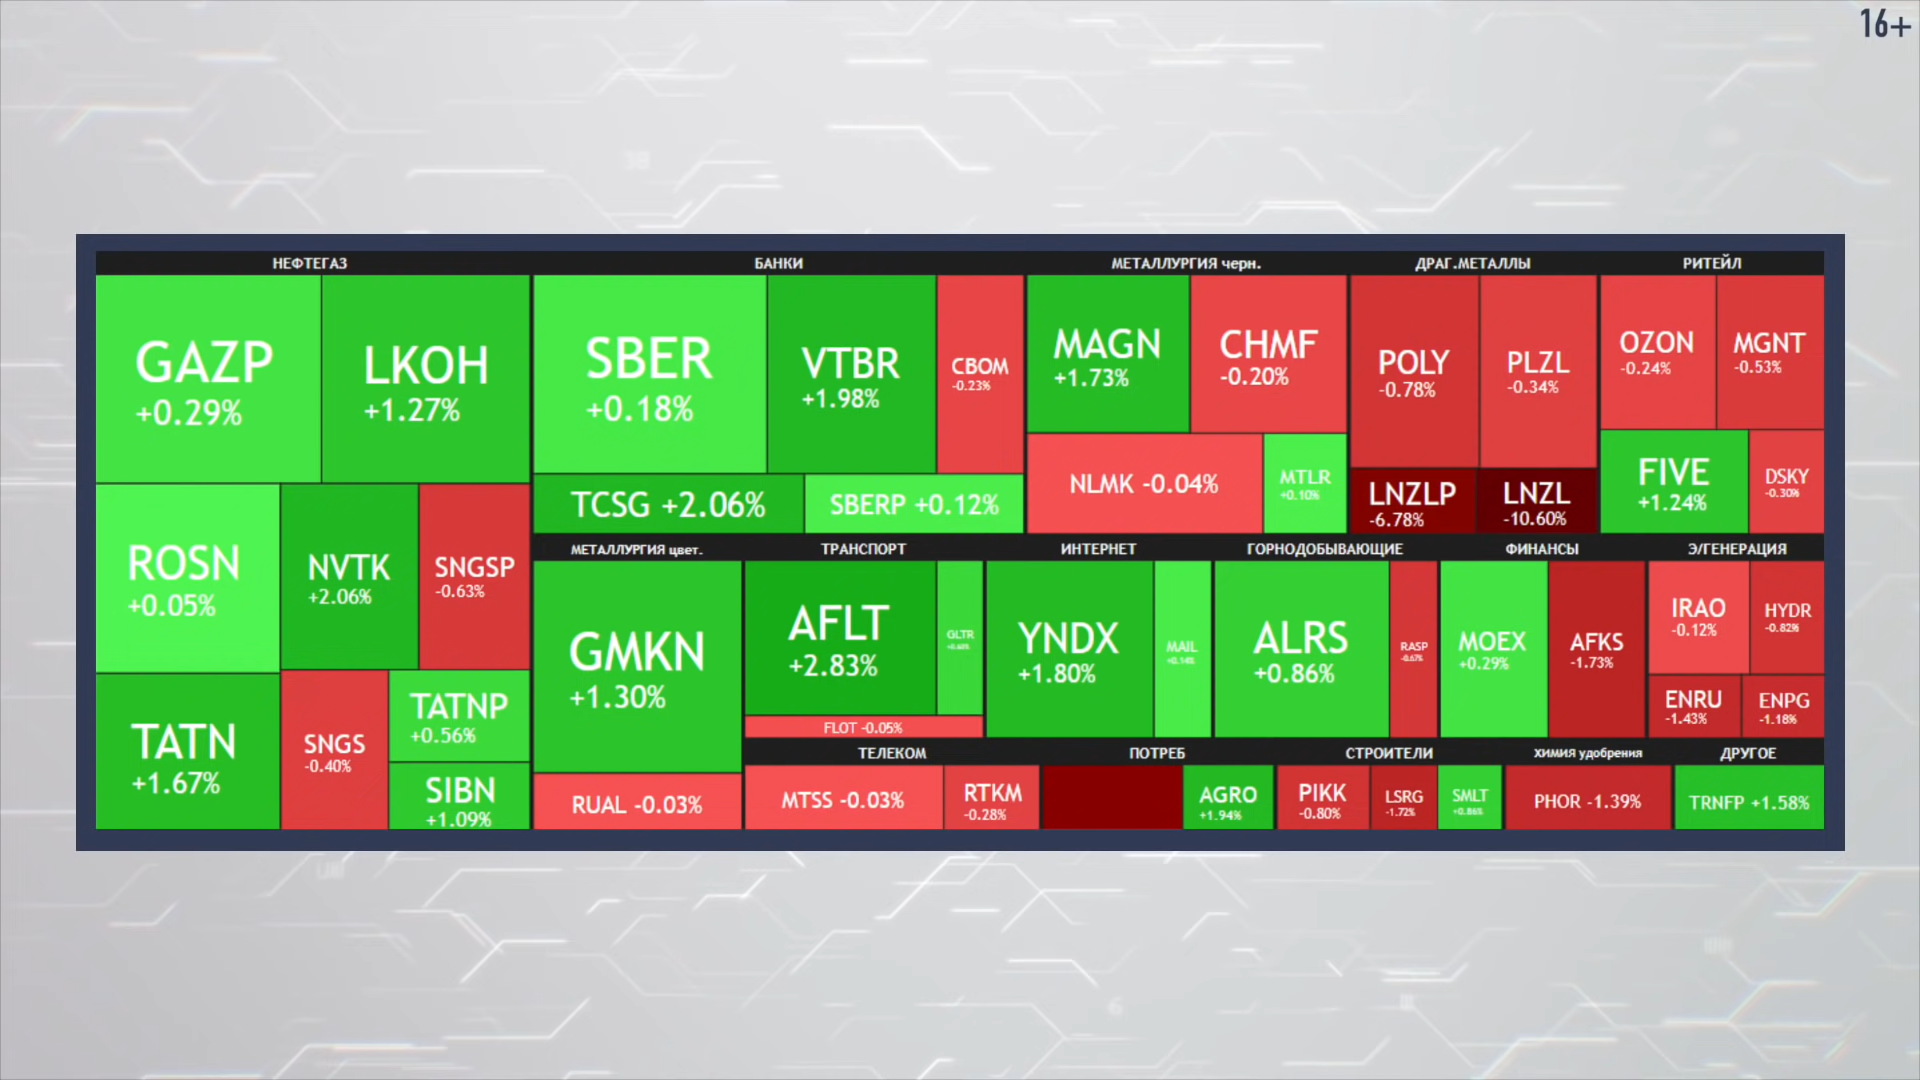 16+
НЕФТЕГАЗ
GAZP
+0.29%
LKOH
+1.27%
ROSN
+0.05%
NVTK
+2.06%
SNGSP
-0.63%
TATN
+1.67%
SNGS
-0.40%
TATNP
+0.56%
SIBN
+1.09%
БАНКИ
SBER
+0.18%
VTBR
+1.98%
CBOM
-0.23%
TCSG +2.06%
SBERP +0.12%
МЕТАЛЛУРГИЯ черн.
MAGN
+1.73%
CHMF
-0.20%
NLMK -0.04%
MTLR
+0.10%
ДРАГ.МЕТАЛЛЫ
POLY
-0.78%
PLZL
-0.34%
LNZLP
-6.78%
LNZL
-10.60%
РИТЕЙЛ
OZON
-0.24%
MGNT
-0.53%
FIVE
+1.24%
DSKY
-0.30%
МЕТАЛЛУРГИЯ цвет.
GMKN
+1.30%
RUAL -0.03%
ТРАНСПОРТ
AFLT
+2.83%
GLTR
FLOT -0.05%
ИНТЕРНЕТ
YNDX
+1.80%
MAIL
+0.14%
ГОРНОДОБЫВАЮЩИЕ
ALRS
+0.86%
RASP
-0.67%
ФИНАНСЫ
MOEX
+0.29%
AFKS
-1.73%
Э/ГЕНЕРАЦИЯ
IRAO
-0.12%
HYDR
-0.82%
ENRU
-1.43%
ENPG
-1.18%
ТЕЛЕКОМ
MTSS -0.03%
RTKM
-0.28%
ПОТРЕБ
AGRO
+1.94%
СТРОИТЕЛИ
PIKK
-0.80%
LSRG
-1.72%
SMLT
+0.86%
ХИМИЯ удобрения
PHOR -1.39%
ДРУГОЕ
TRNFP +1.58%